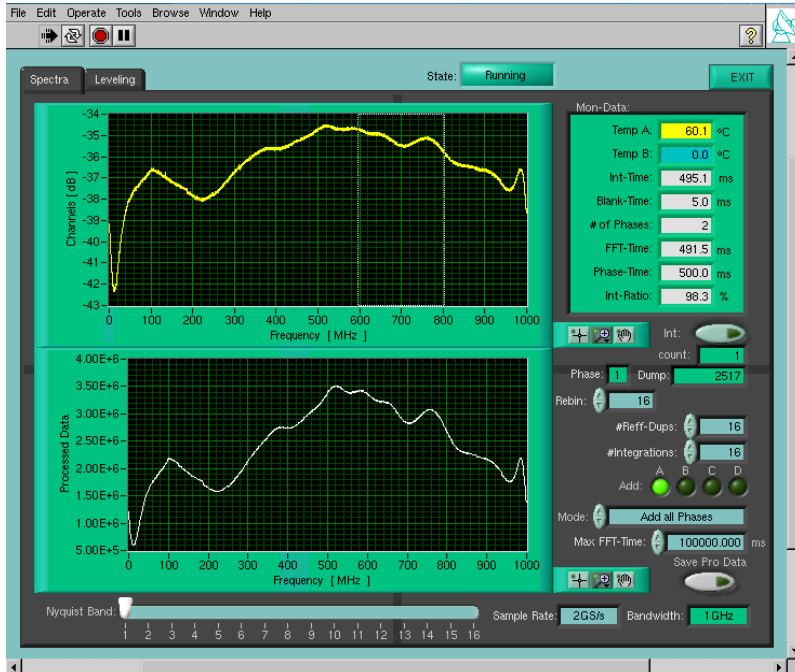 File Edit Operate Tools Browse Window Help
?
Spectra Leveling State: Running EXIT
Mon-Data:
Temp A: 60.1 °C
Temp B: 0.0 °C
Int-Time: 495.1 ms
Blank-Time: 5.0 ms
# of Phases: 2
FFT-Time: 491.5 ms
Phase-Time: 500.0 ms
Int-Ratio: 98.3 %
Channels [ dB ]
-34
-35
-36
-37
-38
-39
-40
-41
-42
-43
0 100 200 300 400 500 600 700 800 900 1000
Frequency [ MHz ]
Int:
count: 1
Phase: 1 Dump: 2517
Rebin: 16
#Reff-Dups: 16
#Integrations: 16
A B C D
Add:
Mode: Add all Phases
Max FFT-Time: 100000.000 ms
Save Pro Data
Processed Data
4.00E+6
3.50E+6
3.00E+6
2.50E+6
2.00E+6
1.50E+6
1.00E+6
5.00E+5
0 100 200 300 400 500 600 700 800 900 1000
Frequency [ MHz ]
Nyquist Band:
1 2 3 4 5 6 7 8 9 10 11 12 13 14 15 16
Sample Rate: 2GS/s Bandwidth: 1GHz